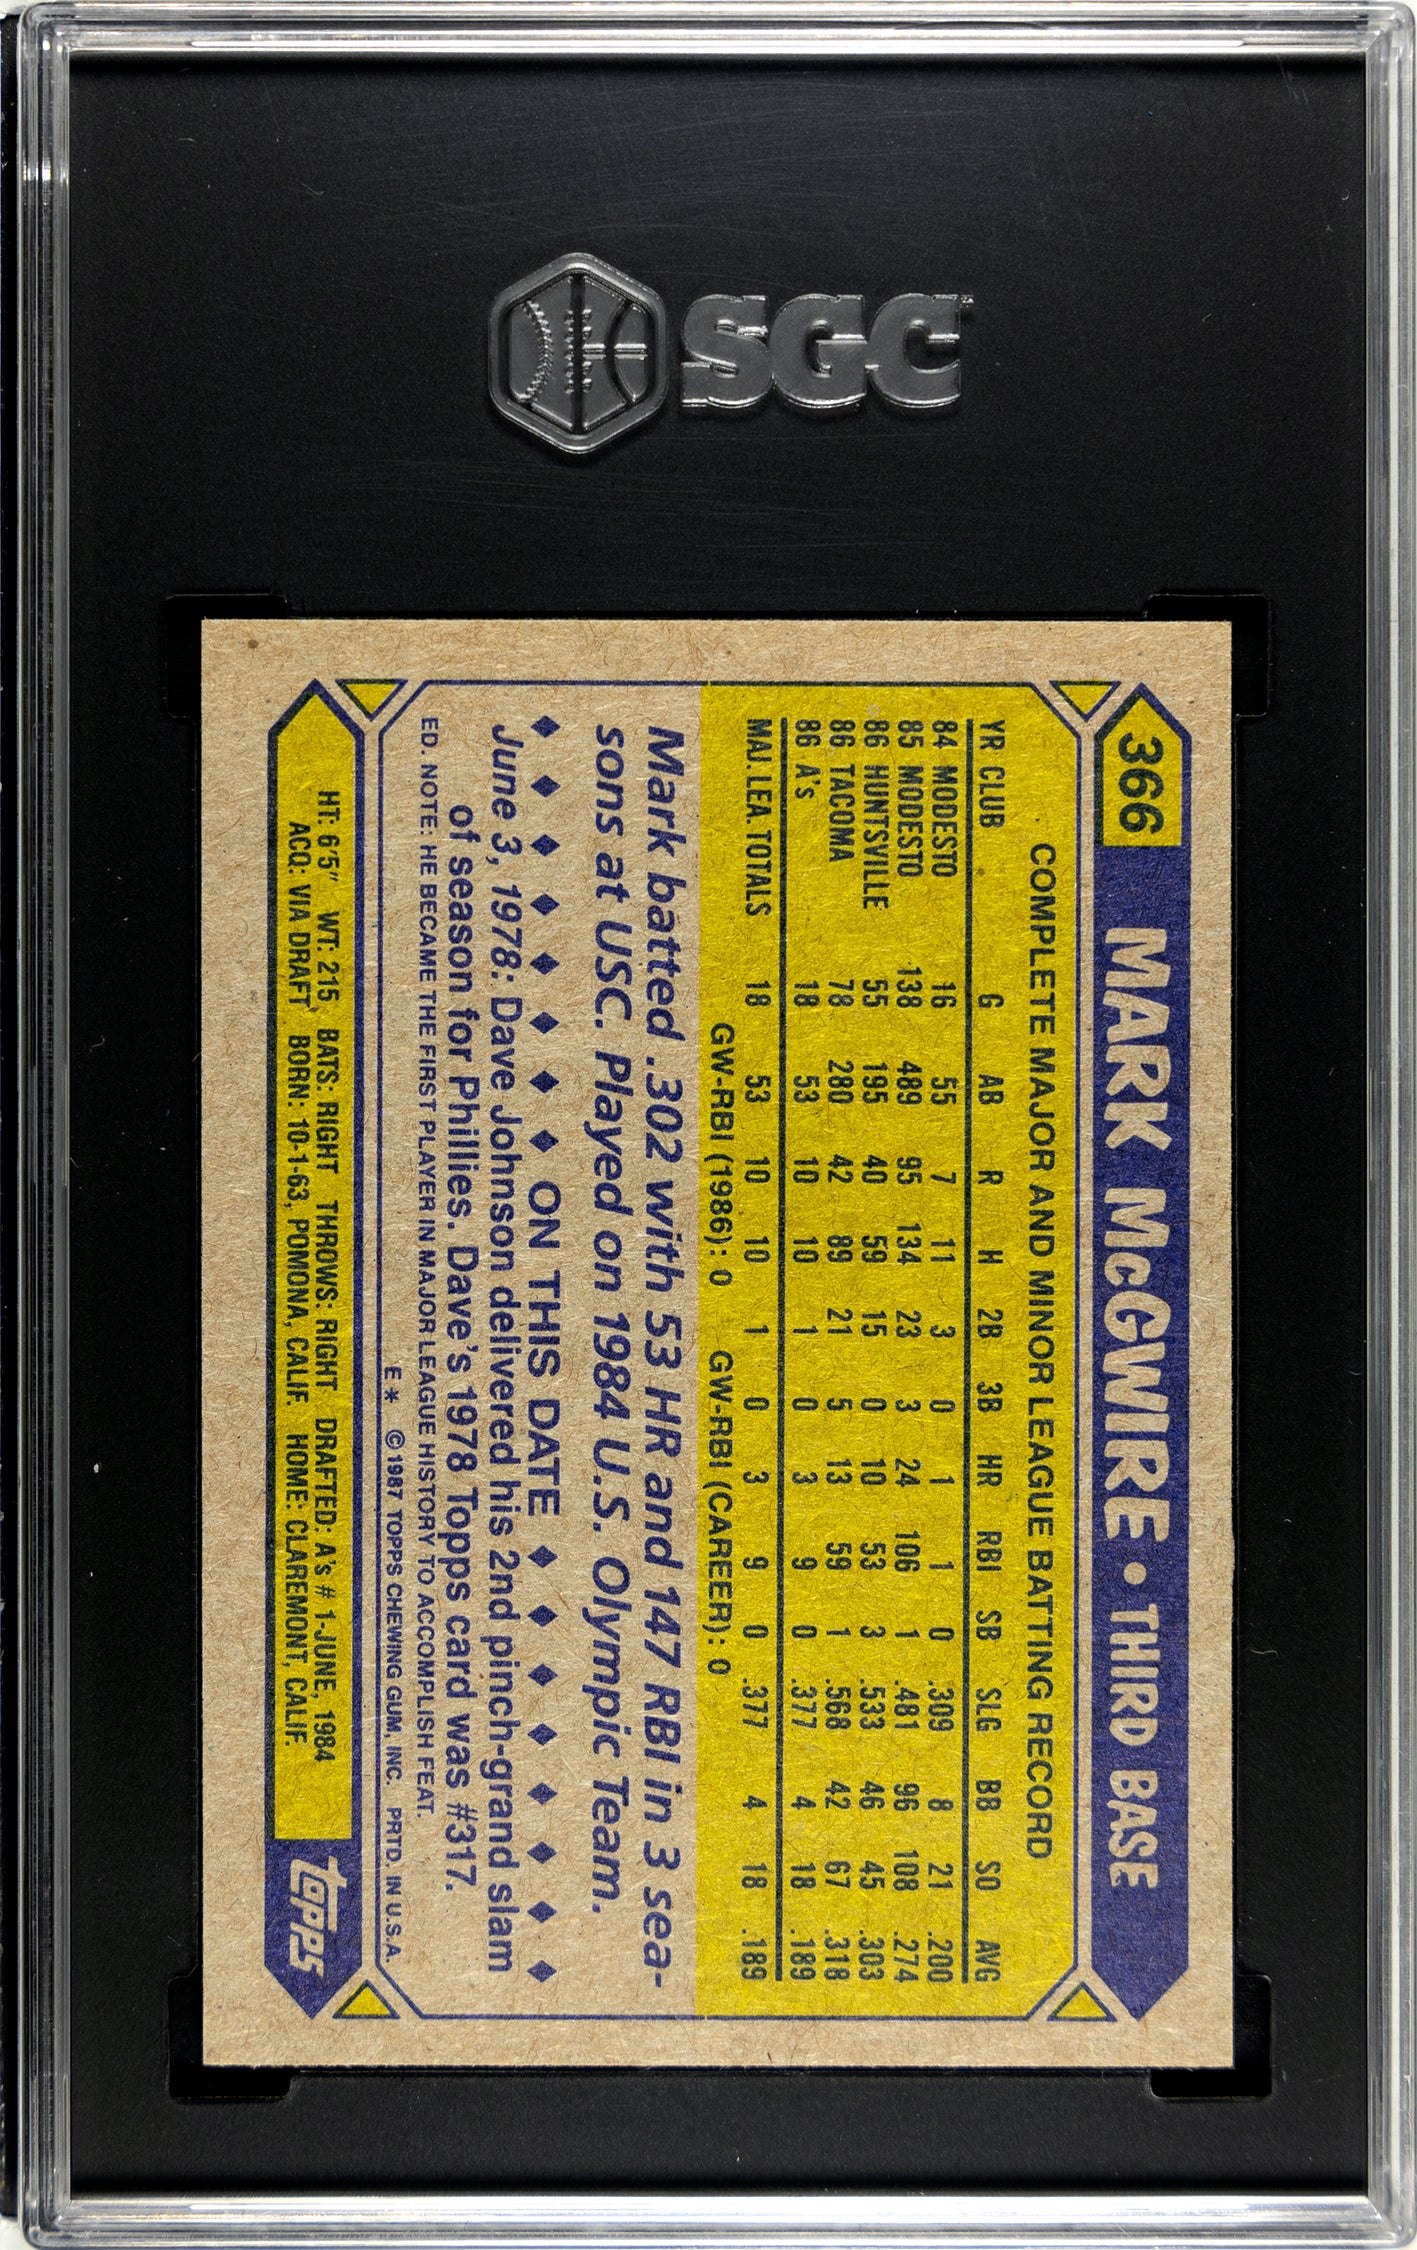 SGC
366 MARK McGWIRE • THIRD BASE
COMPLETE MAJOR AND MINOR LEAGUE BATTING RECORD
YR CLUB G AB R H 2B 3B HR RBI SB SLG BB SO AVG
84 MODESTO 16 55 7 11 3 0 1 1 0 .309 8 21 .200
85 MODESTO 138 489 95 134 23 3 24 106 1 .481 96 108 .274
86 HUNTSVILLE 55 195 40 59 15 0 10 53 3 .533 46 45 .303
86 TACOMA 78 280 42 89 21 5 13 59 1 .568 42 67 .318
86 A's 18 53 10 10 1 0 3 9 0 .377 4 18 .189
MAJ. LEA. TOTALS 18 53 10 10 1 0 3 9 0 .377 4 18 .189
GW-RBI (1986): 0 GW-RBI (CAREER): 0
Mark batted .302 with 53 HR and 147 RBI in 3 sea-
sons at USC. Played on 1984 U.S. Olympic Team.
ON THIS DATE
June 3, 1978: Dave Johnson delivered his 2nd pinch-grand slam
of season for Phillies. Dave's 1978 Topps card was #317.
ED. NOTE: HE BECAME THE FIRST PLAYER IN MAJOR LEAGUE HISTORY TO ACCOMPLISH FEAT.
E* ©1987 TOPPS CHEWING GUM, INC. PRTD. IN U.S.A.
HT: 6'5" WT: 215 BATS: RIGHT THROWS: RIGHT DRAFTED: A's #1-JUNE, 1984
ACQ: VIA DRAFT BORN: 10-1-63, POMONA, CALIF. HOME: CLAREMONT, CALIF.
topps